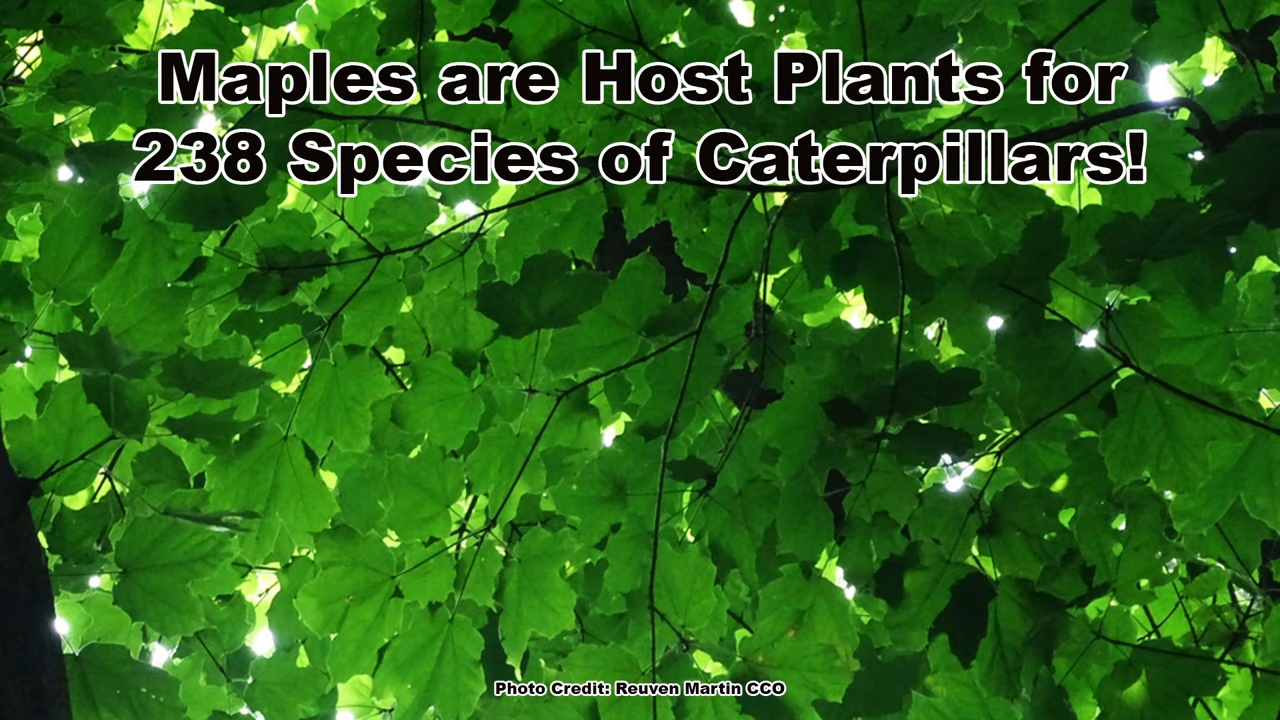 Maples are Host Plants for
238 Species of Caterpillars!
Photo Credit: Reuven Martin CCO